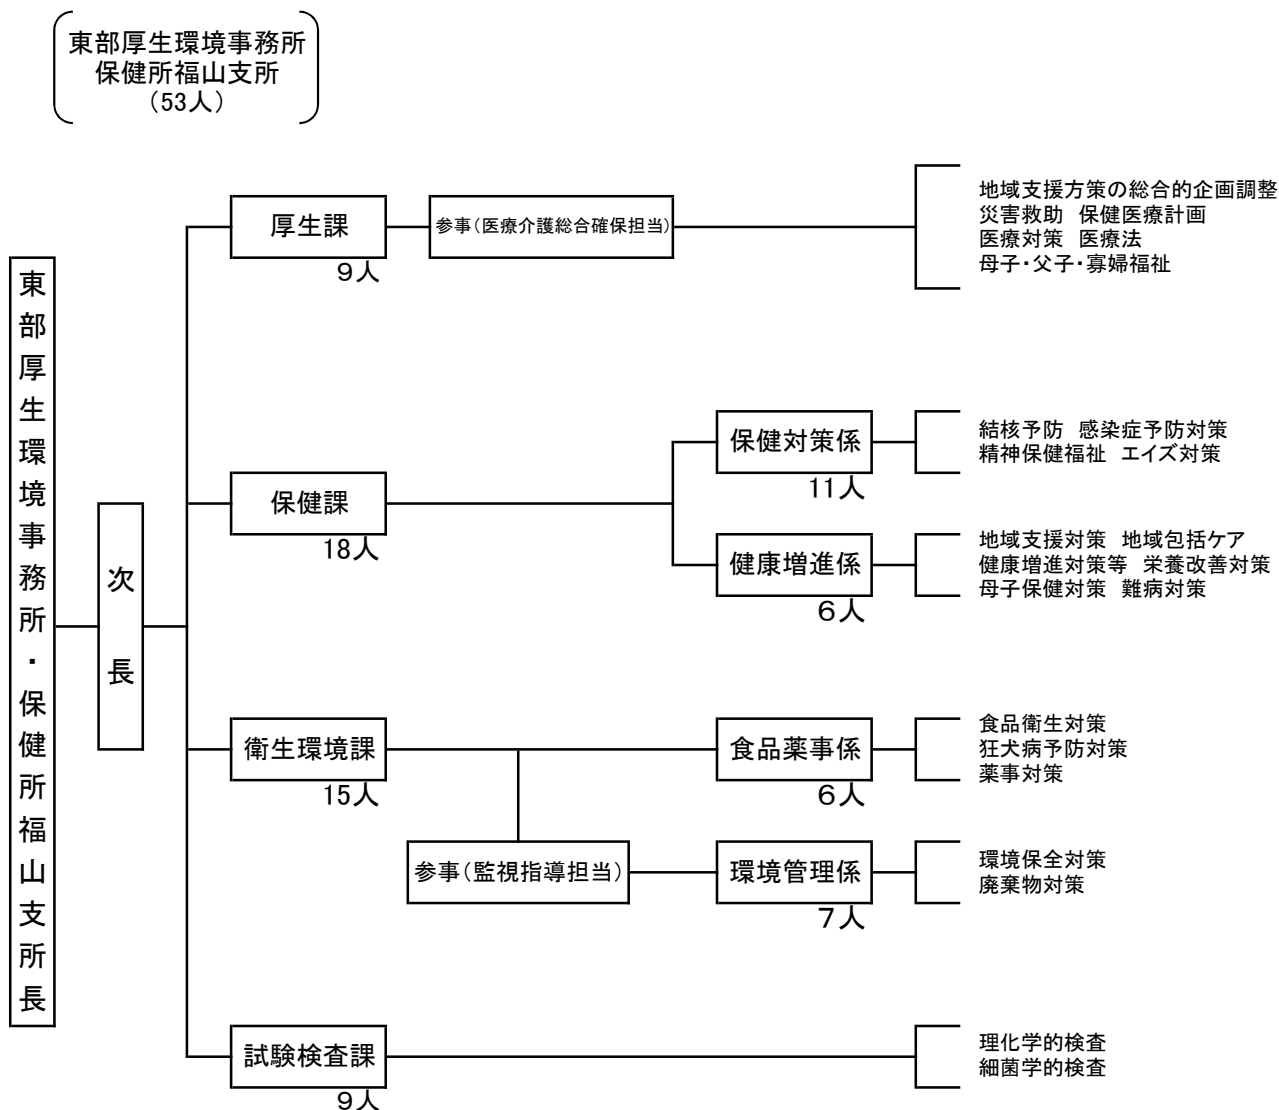 東部厚生環境事務所
保健所福山支所
（53人）
東部厚生環境事務所・保健所福山支所長
次長
厚生課
9人
参事（医療介護総合確保担当）
地域支援方策の総合的企画調整
災害救助 保健医療計画
医療対策 医療法
母子・父子・寡婦福祉
保健課
18人
保健対策係
11人
結核予防 感染症予防対策
精神保健福祉 エイズ対策
健康増進係
6人
地域支援対策 地域包括ケア
健康増進対策等 栄養改善対策
母子保健対策 難病対策
衛生環境課
15人
食品薬事係
6人
食品衛生対策
狂犬病予防対策
薬事対策
参事（監視指導担当）
環境管理係
7人
環境保全対策
廃棄物対策
試験検査課
9人
理化学的検査
細菌学的検査